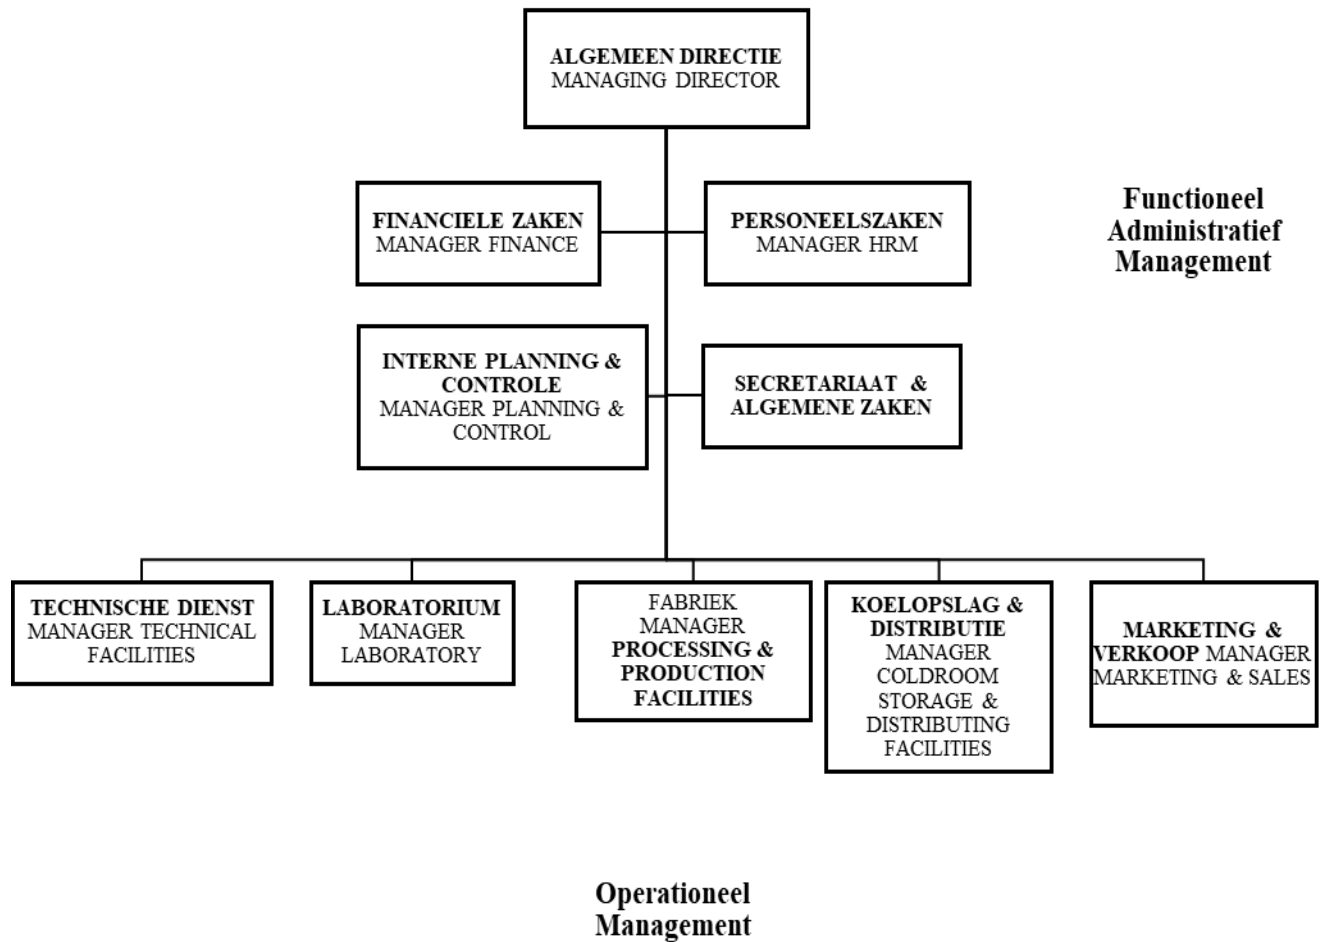 ALGEMEEN DIRECTIE
MANAGING DIRECTOR
FINANCIELE ZAKEN
MANAGER FINANCE
PERSONEELSZAKEN
MANAGER HRM
Functioneel
Administratief
Management
INTERNE PLANNING &
CONTROLE
MANAGER PLANNING &
CONTROL
SECRETARIAAT &
ALGEMENE ZAKEN
TECHNISCHE DIENST
MANAGER TECHNICAL
FACILITIES
LABORATORIUM
MANAGER
LABORATORY
FABRIEK
MANAGER
PROCESSING &
PRODUCTION
FACILITIES
KOELOPSLAG &
DISTRIBUTIE
MANAGER
COLDROOM
STORAGE &
DISTRIBUTING
FACILITIES
MARKETING &
VERKOOP MANAGER
MARKETING & SALES
Operationeel
Management